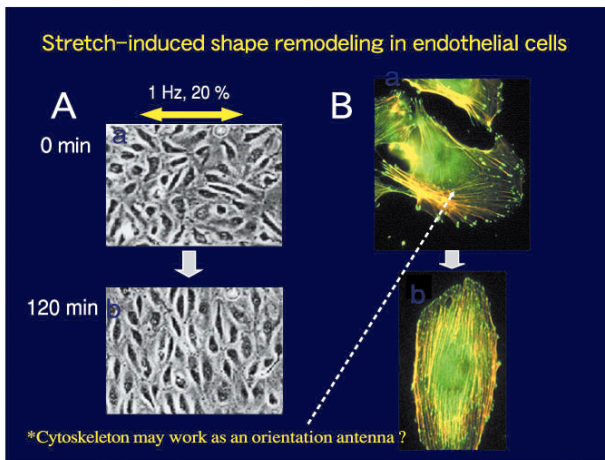 Stretch-induced shape remodeling in endothelial cells
A
1 Hz, 20 %
B
0 min
a
a
120 min
b
b
*Cytoskeleton may work as an orientation antenna ?